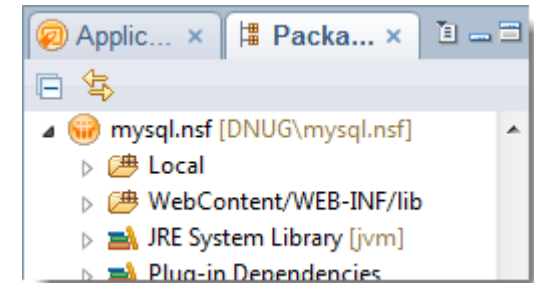 Applic... × Packa... ×
mysql.nsf [DNUG\mysql.nsf]
Local
WebContent/WEB-INF/lib
JRE System Library [jvm]
Plug-in Dependencies